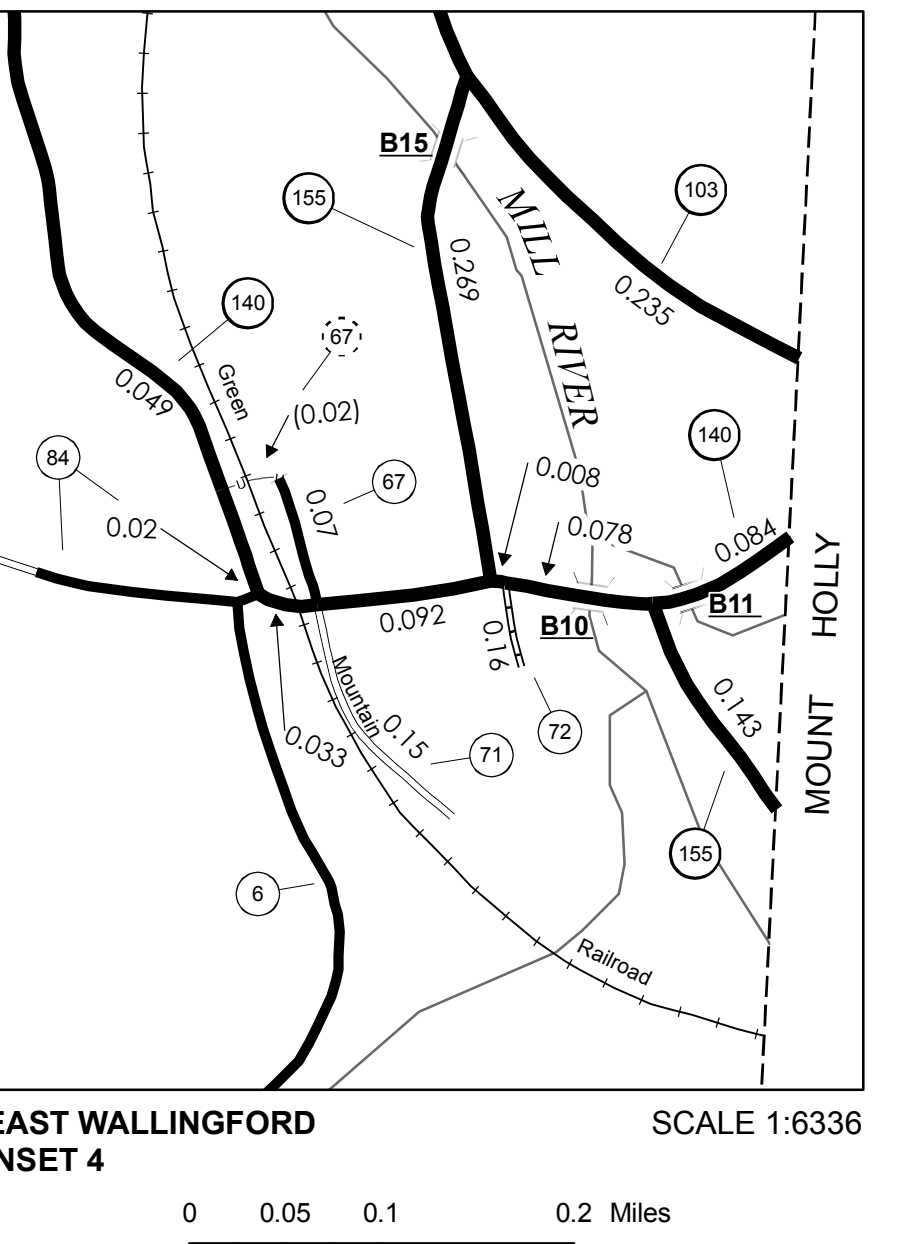 B15
155
103
MILL
0.269
0.235
140
67
Green
0.049
(0.02)
RIVER
140
84
67
0.008
0.07
0.02
0.078
0.084
HOLLY
B11
0.092
B10
0.16
Mountain
0.143
MOUNT
72
0.033
0.15
71
155
6
Railroad
EAST WALLINGFORD
SCALE 1:6336
NSET 4
0 0.05 0.1 0.2 Miles